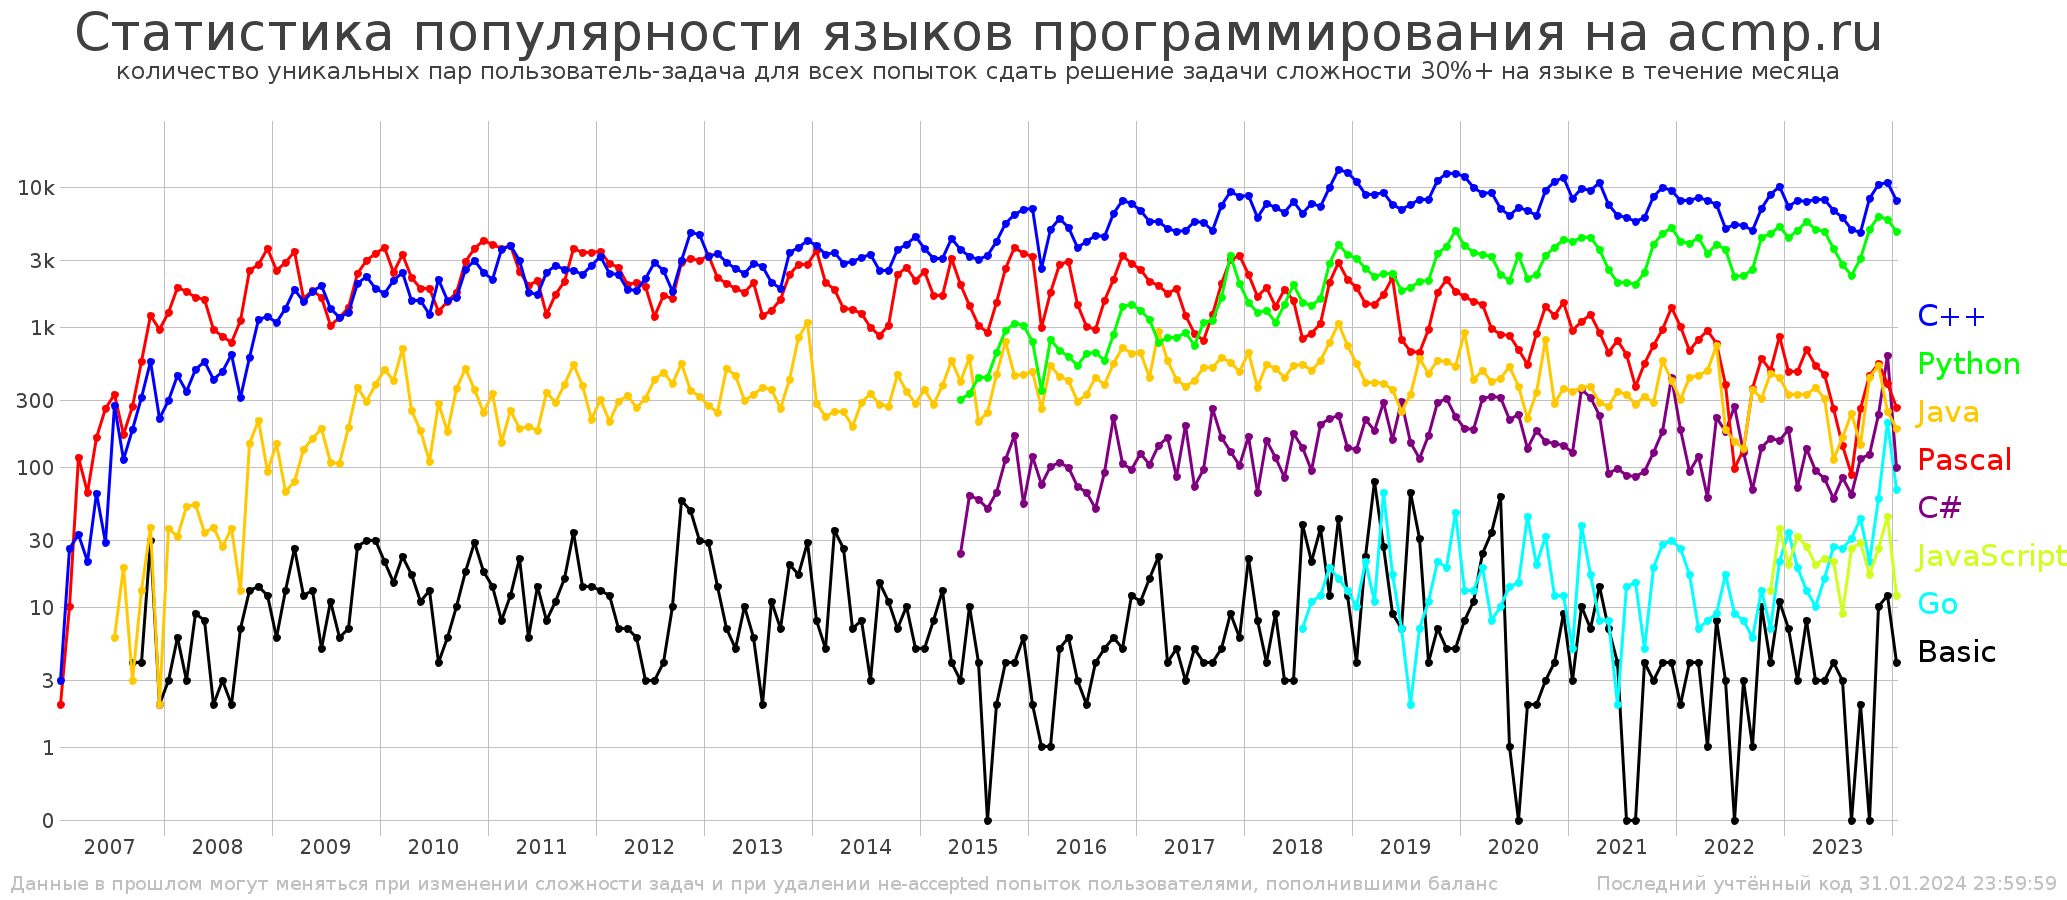 Статистика популярности языков программирования на acmp.ru
количество уникальных пар пользователь-задача для всех попыток сдать решение задачи сложности 30%+ на языке в течение месяца
10k
3k
1k
300
100
30
10
3
1
0
C++
Python
Java
Pascal
C#
JavaScript
Go
Basic
2007 2008 2009 2010 2011 2012 2013 2014 2015 2016 2017 2018 2019 2020 2021 2022 2023
Данные в прошлом могут меняться при изменении сложности задач и при удалении не-accepted попыток пользователями, пополнившими баланс
Последний учтённый код 31.01.2024 23:59:59